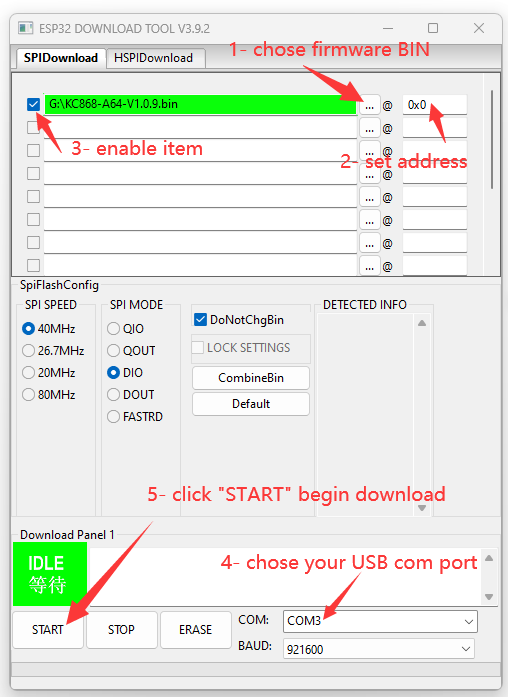 ESP32 DOWNLOAD TOOL V3.9.2
SPIDownload HSPIDownload
1- chose firmware BIN
G:\KC868-A64-V1.0.9.bin ... @ 0x0
... @
3- enable item
... @
2- set address
... @
... @
... @
... @
... @
SpiFlashConfig
SPI SPEED SPI MODE DETECTED INFO
40MHz QIO DoNotChgBin
26.7MHz QOUT LOCK SETTINGS
20MHz DIO CombineBin
80MHz DOUT Default
FASTRD
5- click "START" begin download
Download Panel 1
IDLE
等待
4- chose your USB com port
START STOP ERASE
COM: COM3
BAUD: 921600